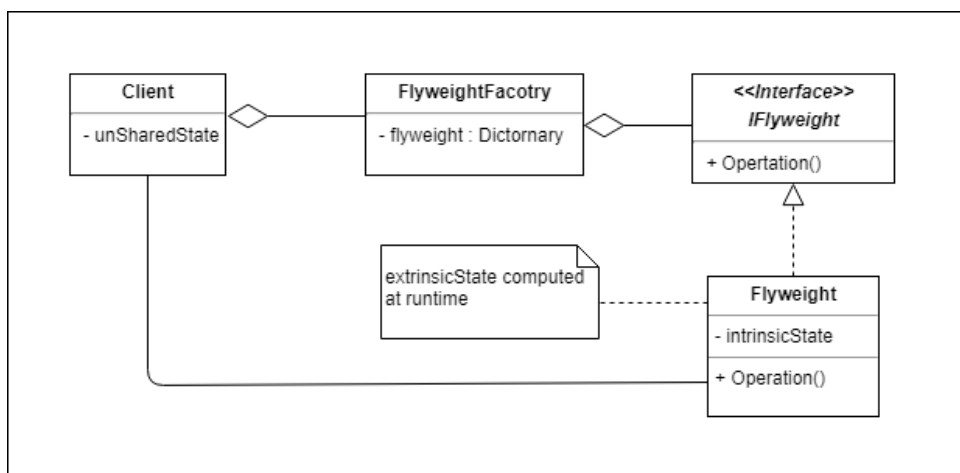 Client
- unSharedState
FlyweightFacotry
- flyweight : Dictornary
<<Interface>>
IFlyweight
+ Opertation()
extrinsicState computed
at runtime
Flyweight
- intrinsicState
+ Operation()